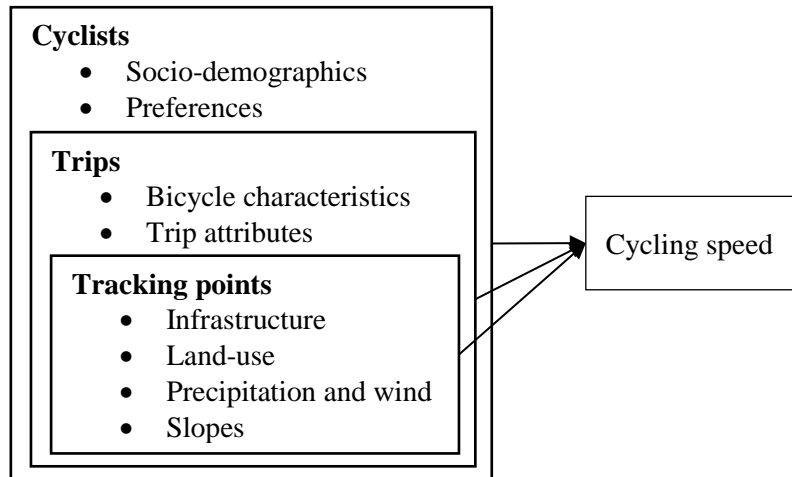 Cyclists
• Socio-demographics
• Preferences
Trips
• Bicycle characteristics
• Trip attributes
Cycling speed
Tracking points
• Infrastructure
• Land-use
• Precipitation and wind
• Slopes